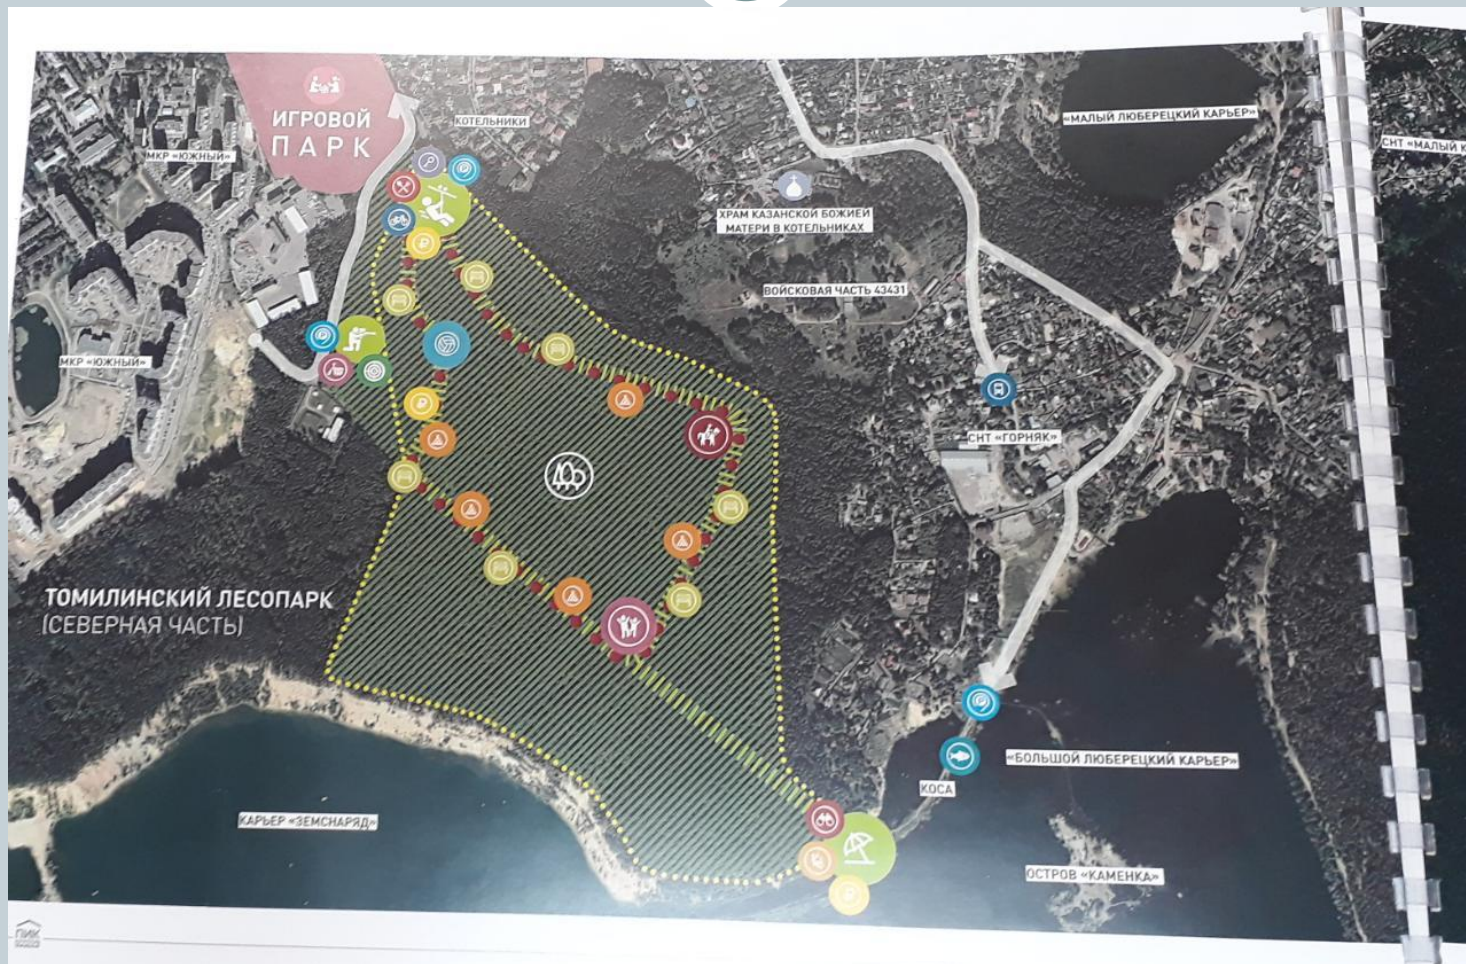 ИГРОВОЙ
ПАРК
КОТЕЛЬНИКИ
МКР «ЮЖНЫЙ»
«МАЛЫЙ ЛЮБЕРЕЦКИЙ КАРЬЕР»
СНТ «МАЛЫЙ К
ХРАМ КАЗАНСКОЙ БОЖИЕЙ
МАТЕРИ В КОТЕЛЬНИКАХ
ВОЙСКОВАЯ ЧАСТЬ 43431
МКР «ЮЖНЫЙ»
СНТ «ГОРНЯК»
ТОМИЛИНСКИЙ ЛЕСОПАРК
(СЕВЕРНАЯ ЧАСТЬ)
«БОЛЬШОЙ ЛЮБЕРЕЦКИЙ КАРЬЕР»
КОСА
КАРЬЕР «ЗЕМСНАРЯД»
ОСТРОВ «КАМЕНКА»
ПИК